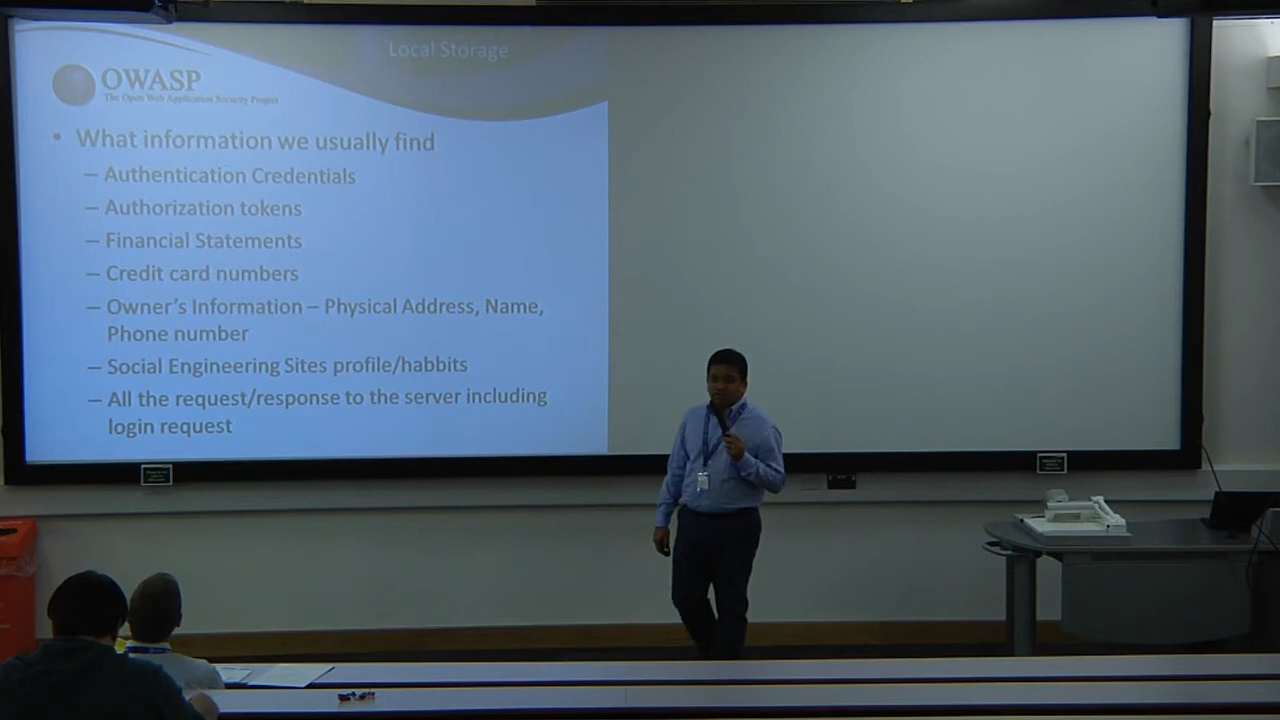 Local Storage
OWASP
The Open Web Application Security Project
• What information we usually find
– Authentication Credentials
– Authorization tokens
– Financial Statements
– Credit card numbers
– Owner's Information – Physical Address, Name,
Phone number
– Social Engineering Sites profile/habbits
– All the request/response to the server including
login request